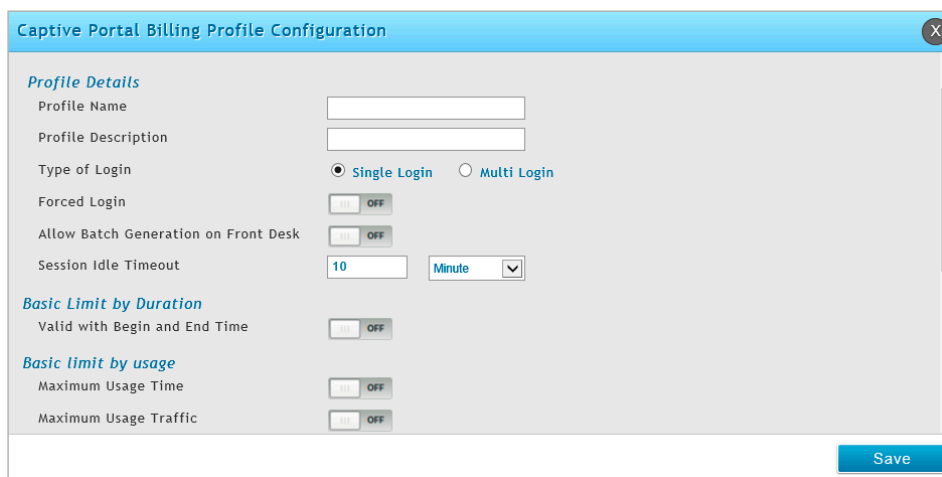 Captive Portal Billing Profile Configuration
X
Profile Details
Profile Name
Profile Description
Type of Login
Single Login Multi Login
Forced Login OFF
Allow Batch Generation on Front Desk OFF
Session Idle Timeout 10 Minute
Basic Limit by Duration
Valid with Begin and End Time OFF
Basic limit by usage
Maximum Usage Time OFF
Maximum Usage Traffic OFF
Save